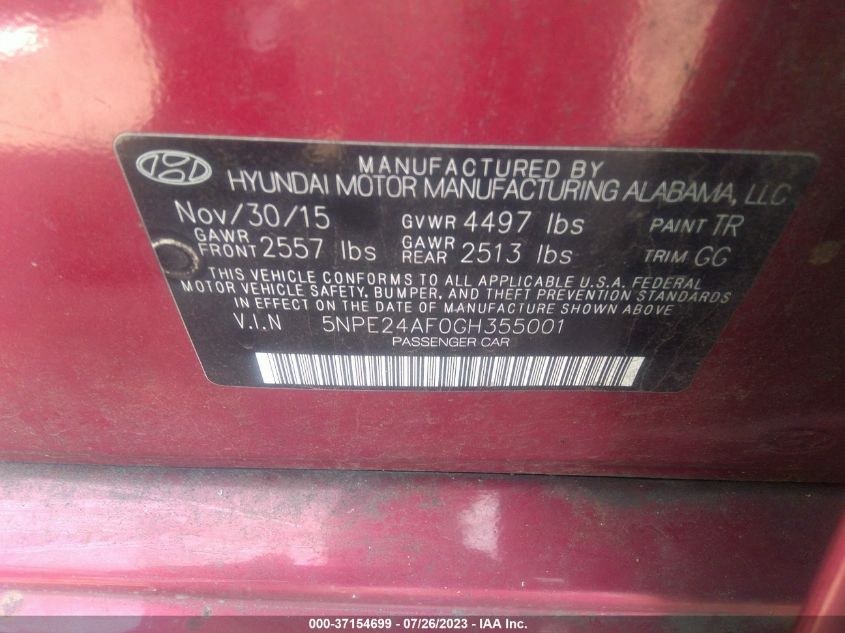 MANUFACTURED BY
HYUNDAI MOTOR MANUFACTURING ALABAMA, LLC
Nov/30/15 GVWR 4497 lbs PAINT TR
GAWR FRONT 2557 lbs GAWR REAR 2513 lbs TRIM GG
THIS VEHICLE CONFORMS TO ALL APPLICABLE U.S.A. FEDERAL
MOTOR VEHICLE SAFETY, BUMPER, AND THEFT PREVENTION STANDARDS
IN EFFECT ON THE DATE OF MANUFACTURE SHOWN ABOVE
V.I.N 5NPE24AF0GH355001
PASSENGER CAR
000-37154699 - 07/26/2023 - IAA Inc.